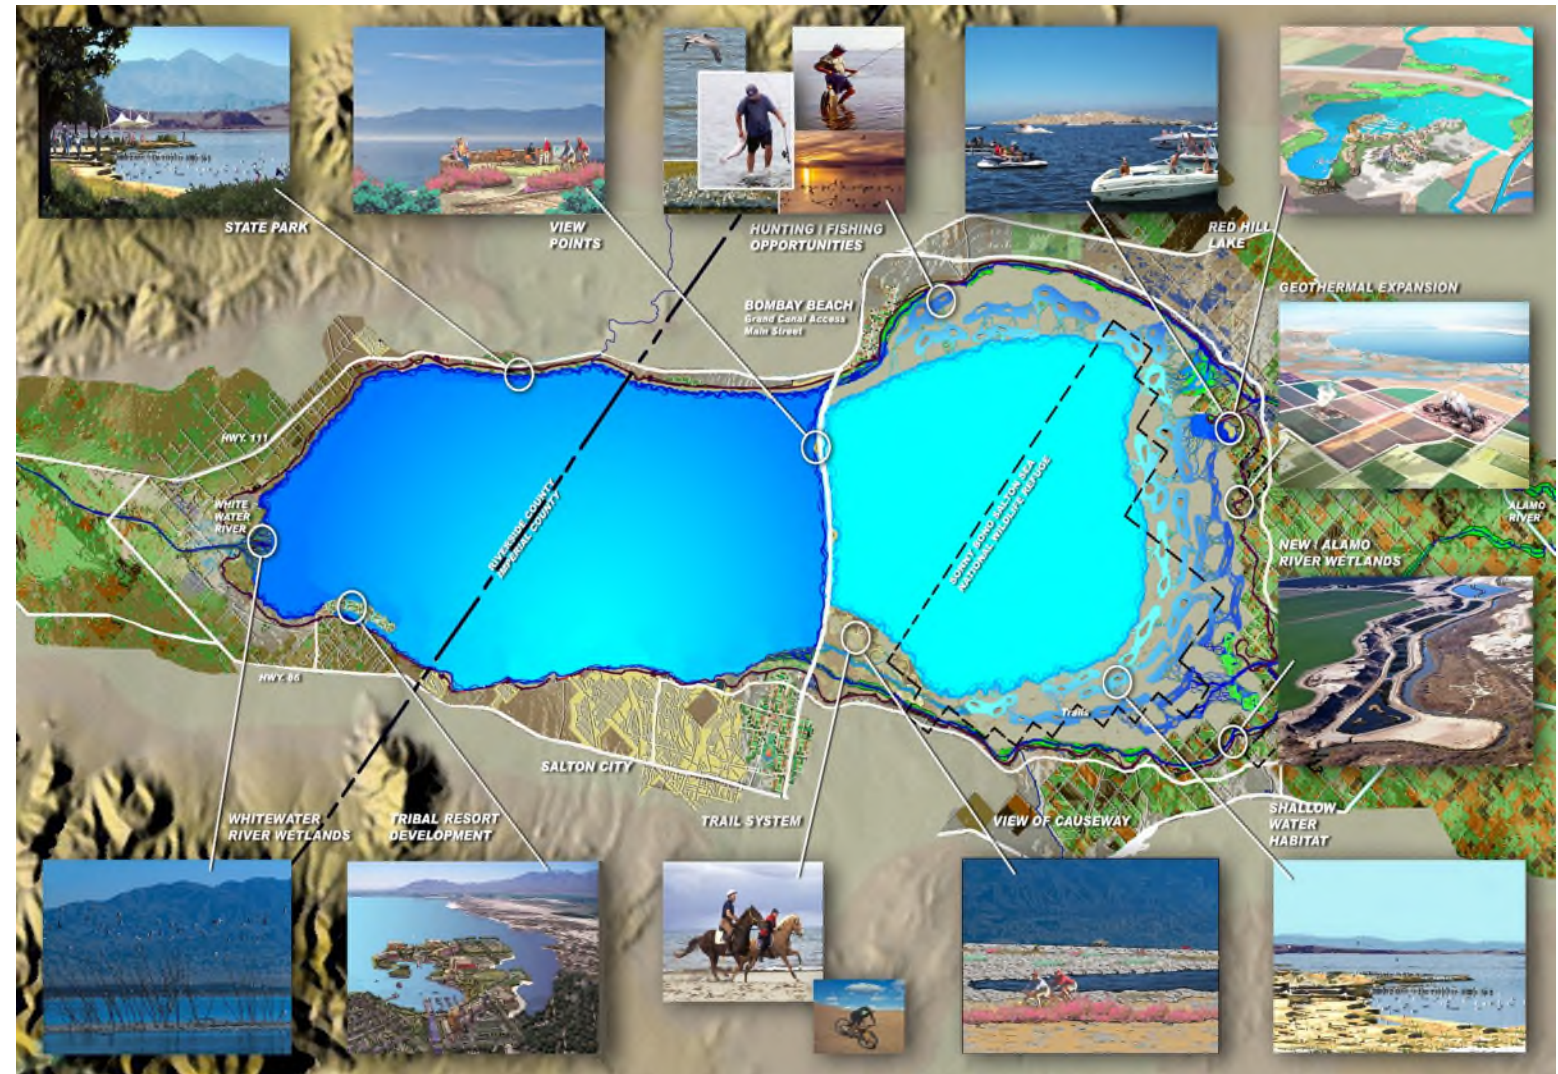 STATE PARK
VIEW
POINTS
HUNTING / FISHING
OPPORTUNITIES
RED HILL
LAKE
GEOTHERMAL EXPANSION
BOMBAY BEACH
Grand Canal Access
Main Street
HWY. 111
WHITE
WATER
RIVER
RIVERSIDE COUNTY
IMPERIAL COUNTY
SONNY BONO SALTON SEA
NATIONAL WILDLIFE REFUGE
ALAMO
RIVER
NEW / ALAMO
RIVER WETLANDS
HWY. 86
Trails
SALTON CITY
WHITEWATER
RIVER WETLANDS
TRIBAL RESORT
DEVELOPMENT
TRAIL SYSTEM
VIEW OF CAUSEWAY
SHALLOW
WATER
HABITAT